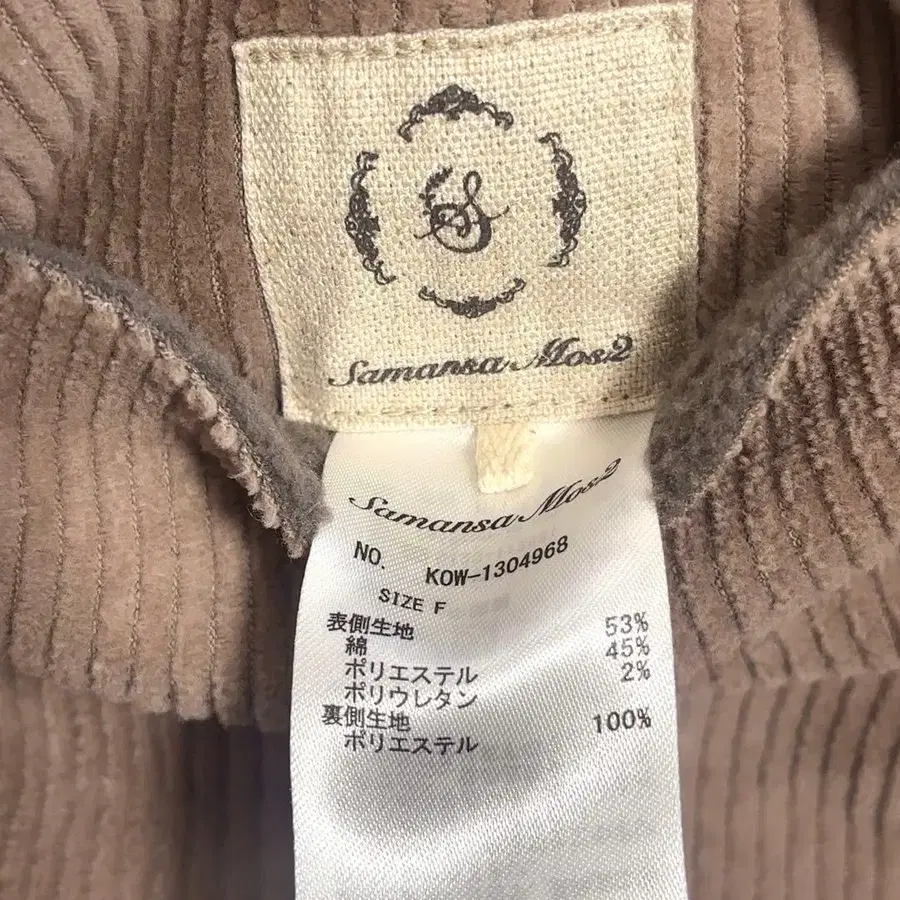 S
Samansa Mos2
Samansa Mos2
NO. KOW-1304968
SIZE F
表側生地
綿 53%
ポリエステル 45%
ポリウレタン 2%
裏側生地
ポリエステル 100%